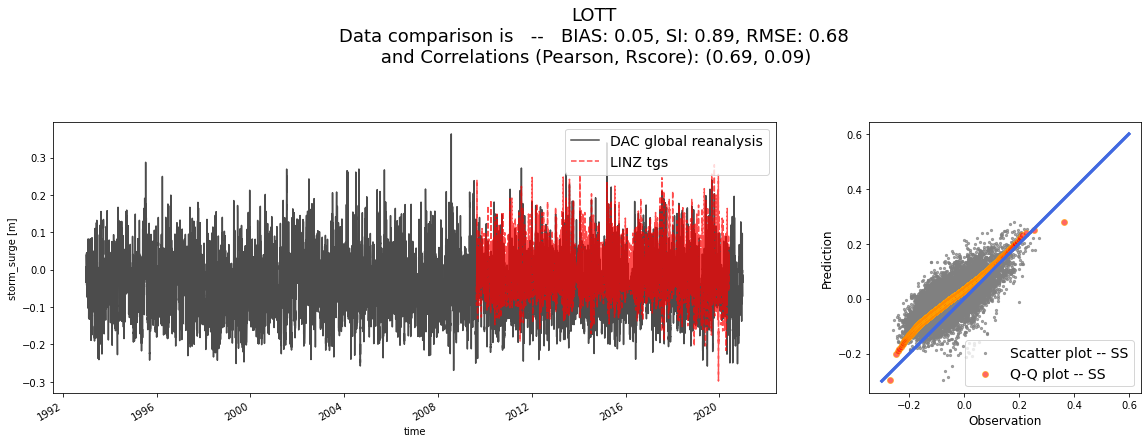 LOTT
Data comparison is -- BIAS: 0.05, SI: 0.89, RMSE: 0.68
and Correlations (Pearson, Rscore): (0.69, 0.09)
DAC global reanalysis
LINZ tgs
storm_surge [m]
0.3
0.2
0.1
0.0
−0.1
−0.2
−0.3
1992
1996
2000
2004
2008
2012
2016
2020
time
Prediction
0.6
0.4
0.2
0.0
−0.2
Scatter plot -- SS
Q-Q plot -- SS
−0.2
0.0
0.2
0.4
0.6
Observation